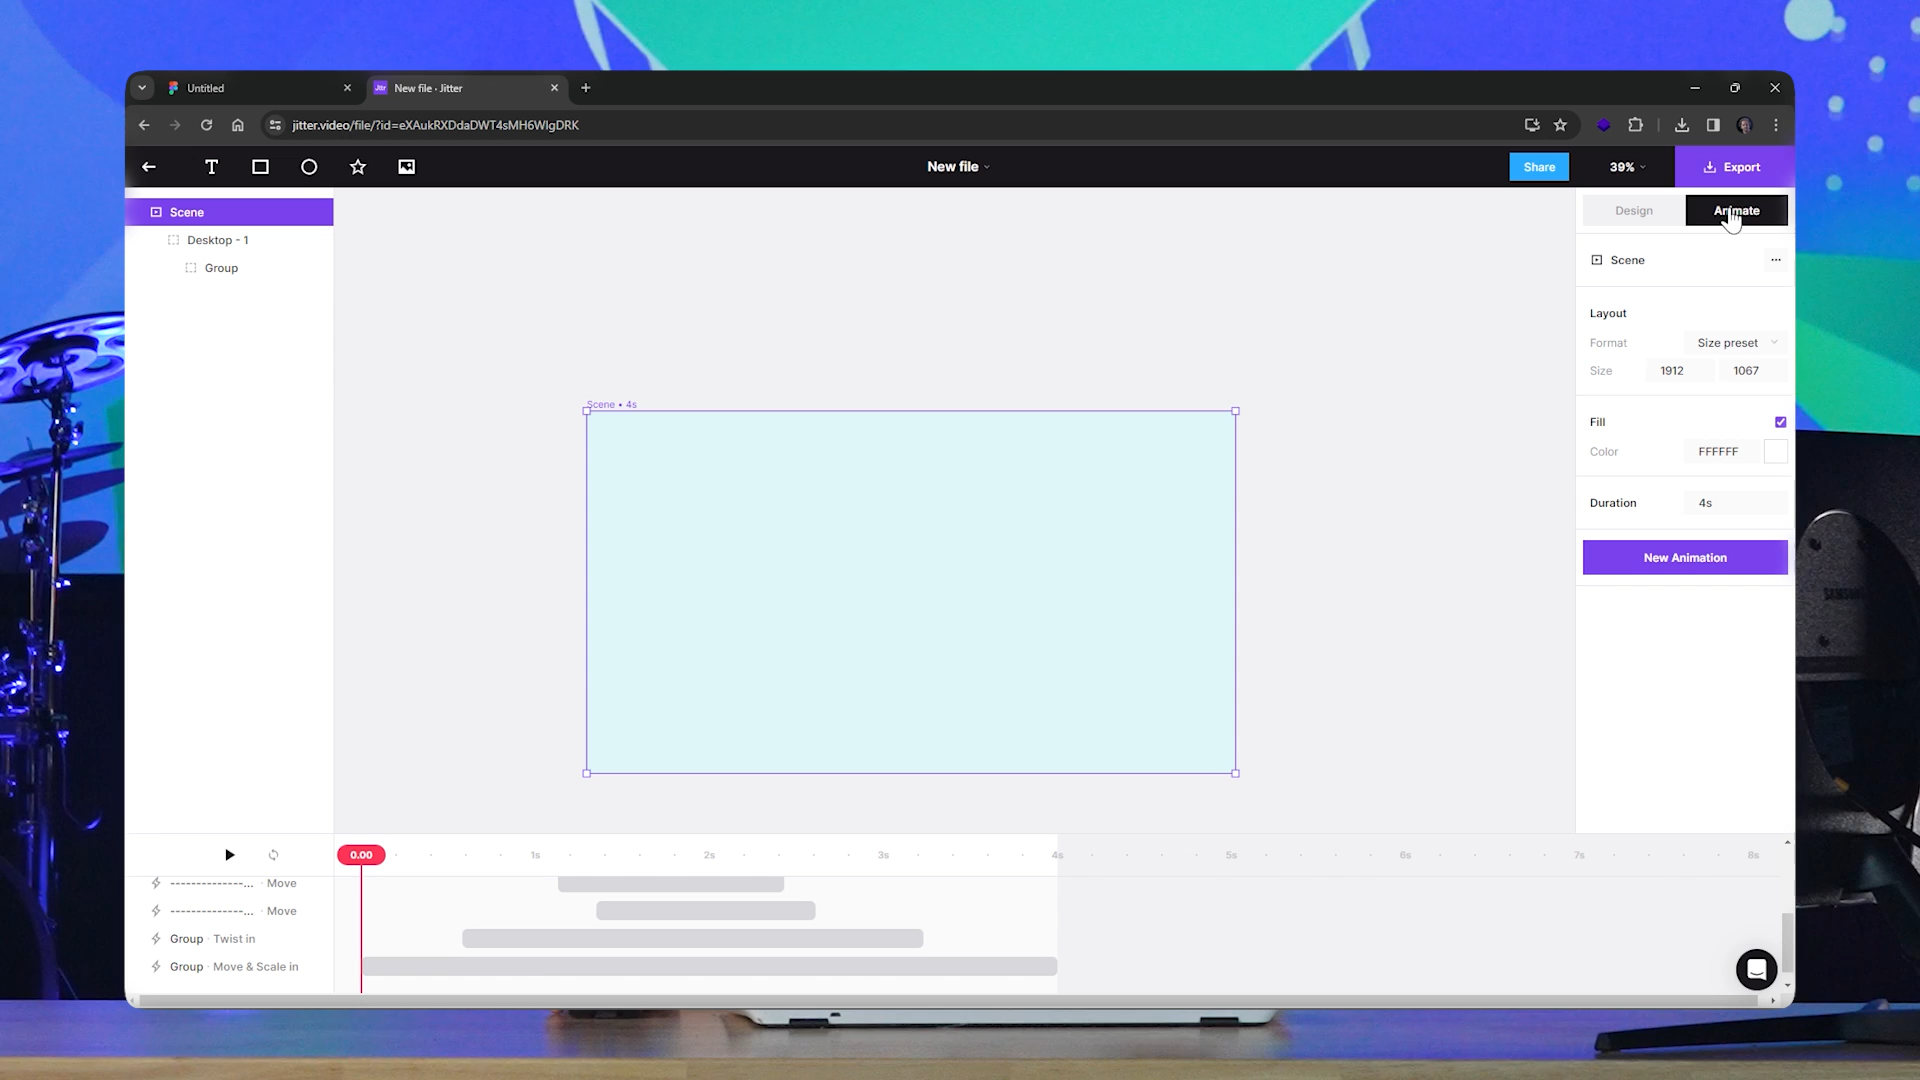 Untitled
Jitr New file · Jitter
jitter.video/file/?id=eXAukRXDdaDWT4sMH6WIgDRK
T
New file
Share
39%
Export
Scene
Desktop - 1
Group
Design
Animate
Scene
Layout
Format Size preset
Size 1912 1067
Fill
Color FFFFFF
Duration 4s
New Animation
Scene • 4s
SAMSUNG
0.00 1s 2s 3s 4s 5s 6s 7s 8s
---------------... · Move
---------------... · Move
Group · Twist in
Group · Move & Scale in